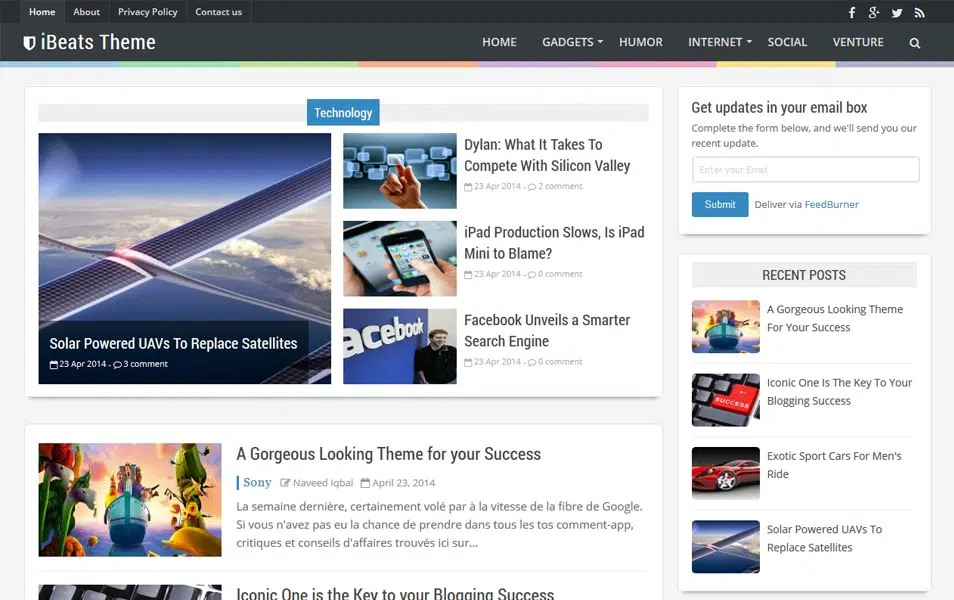 Home About Privacy Policy Contact us
iBeats Theme
HOME GADGETS HUMOR INTERNET SOCIAL VENTURE
Technology
Solar Powered UAVs To Replace Satellites
23 Apr 2014 - 3 comment
Dylan: What It Takes To
Compete With Silicon Valley
23 Apr 2014 - 2 comment
iPad Production Slows, Is iPad
Mini to Blame?
23 Apr 2014 - 0 comment
facebook
Facebook Unveils a Smarter
Search Engine
23 Apr 2014 - 0 comment
A Gorgeous Looking Theme for your Success
Sony Naveed Iqbal April 23, 2014
La semaine dernière, certainement volé par à la vitesse de la fibre de Google.
Si vous n'avez pas eu la chance de prendre dans tous les tos comment-app,
critiques et conseils d'affaires trouvés ici sur...
Iconic One is the Key to your Blogging Success
Get updates in your email box
Complete the form below, and we'll send you our
recent update.
Enter your Email
Submit Deliver via FeedBurner
RECENT POSTS
A Gorgeous Looking Theme
For Your Success
SUCCESS
Iconic One Is The Key To Your
Blogging Success
Exotic Sport Cars For Men's
Ride
Solar Powered UAVs To
Replace Satellites